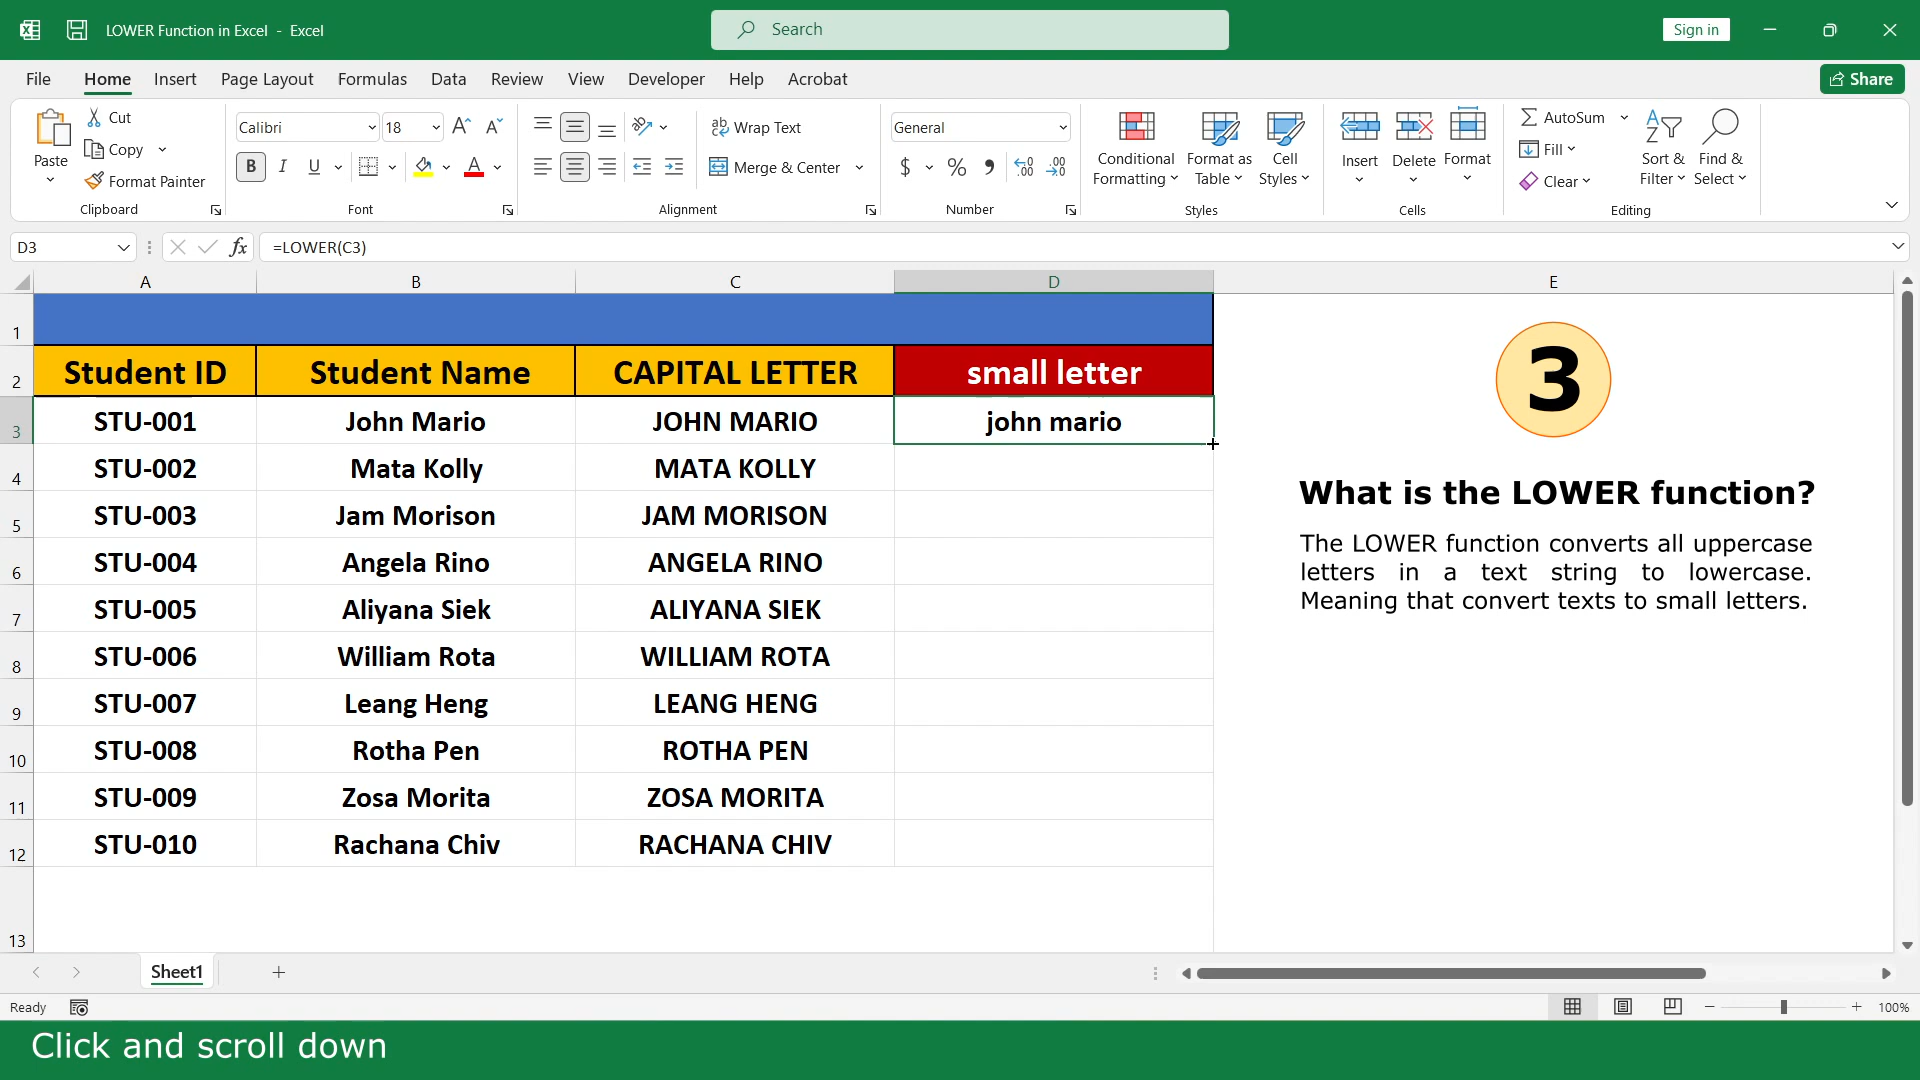 LOWER Function in Excel - Excel
Search
Sign in
File Home Insert Page Layout Formulas Data Review View Developer Help Acrobat
Share
Paste
Cut
Copy
Format Painter
Clipboard
Calibri 18
B I U
Font
Wrap Text
Merge & Center
Alignment
General
$ % ,
Number
Conditional
Formatting
Format as
Table
Cell
Styles
Styles
Insert
Delete
Format
Cells
AutoSum
Fill
Clear
Sort &
Filter
Find &
Select
Editing
D3
fx
=LOWER(C3)
A B C D E
1
2 Student ID Student Name CAPITAL LETTER small letter
3 STU-001 John Mario JOHN MARIO john mario
4 STU-002 Mata Kolly MATA KOLLY
5 STU-003 Jam Morison JAM MORISON
6 STU-004 Angela Rino ANGELA RINO
7 STU-005 Aliyana Siek ALIYANA SIEK
8 STU-006 William Rota WILLIAM ROTA
9 STU-007 Leang Heng LEANG HENG
10 STU-008 Rotha Pen ROTHA PEN
11 STU-009 Zosa Morita ZOSA MORITA
12 STU-010 Rachana Chiv RACHANA CHIV
13
3
What is the LOWER function?
The LOWER function converts all uppercase
letters in a text string to lowercase.
Meaning that convert texts to small letters.
Sheet1
Ready
100%
Click and scroll down